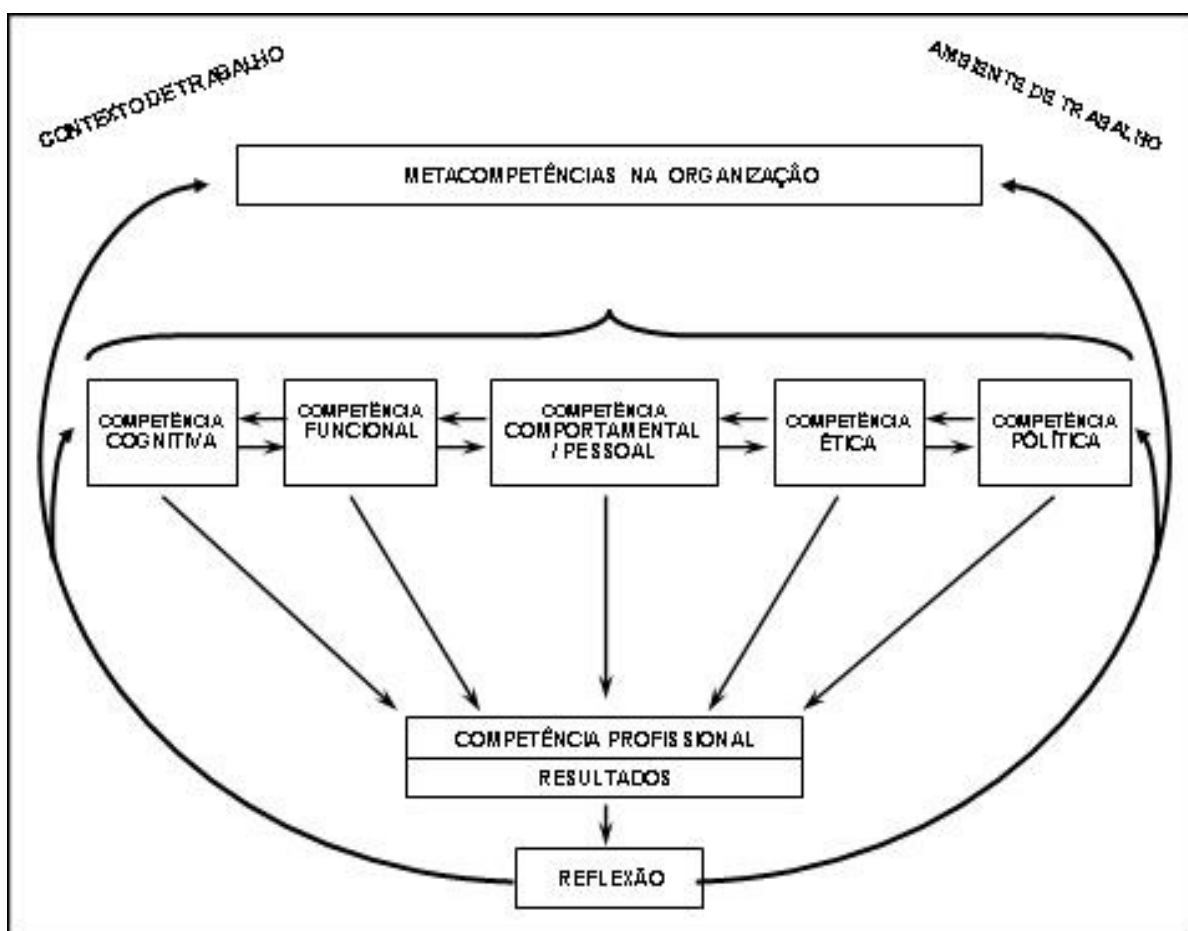 CONTEXTO DE TRABALHO
AMBIENTE DE TRABALHO
METACOMPETÊNCIAS NA ORGANIZAÇÃO
COMPETÊNCIA
COGNITIVA
COMPETÊNCIA
FUNCIONAL
COMPETÊNCIA
COMPORTAMENTAL
/ PESSOAL
COMPETÊNCIA
ÉTICA
COMPETÊNCIA
PÓLÍTICA
COMPETÊNCIA PROFISSIONAL
RESULTADOS
REFLEXÃO